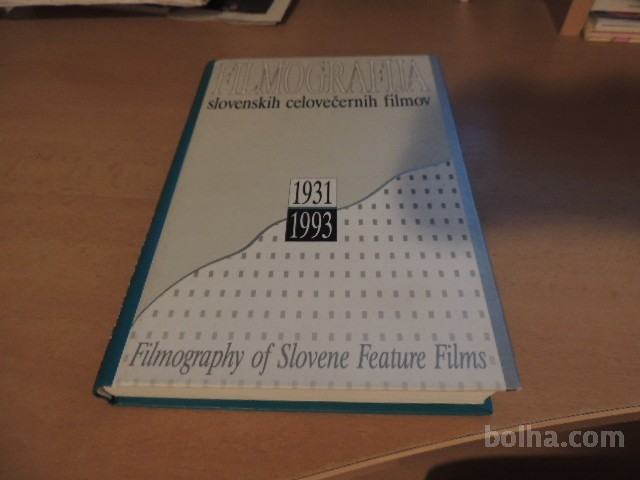 FILMOGRAFIJA
slovenskih celovečernih filmov
1931
1993
Filmography of Slovene Feature Films
bolha.com